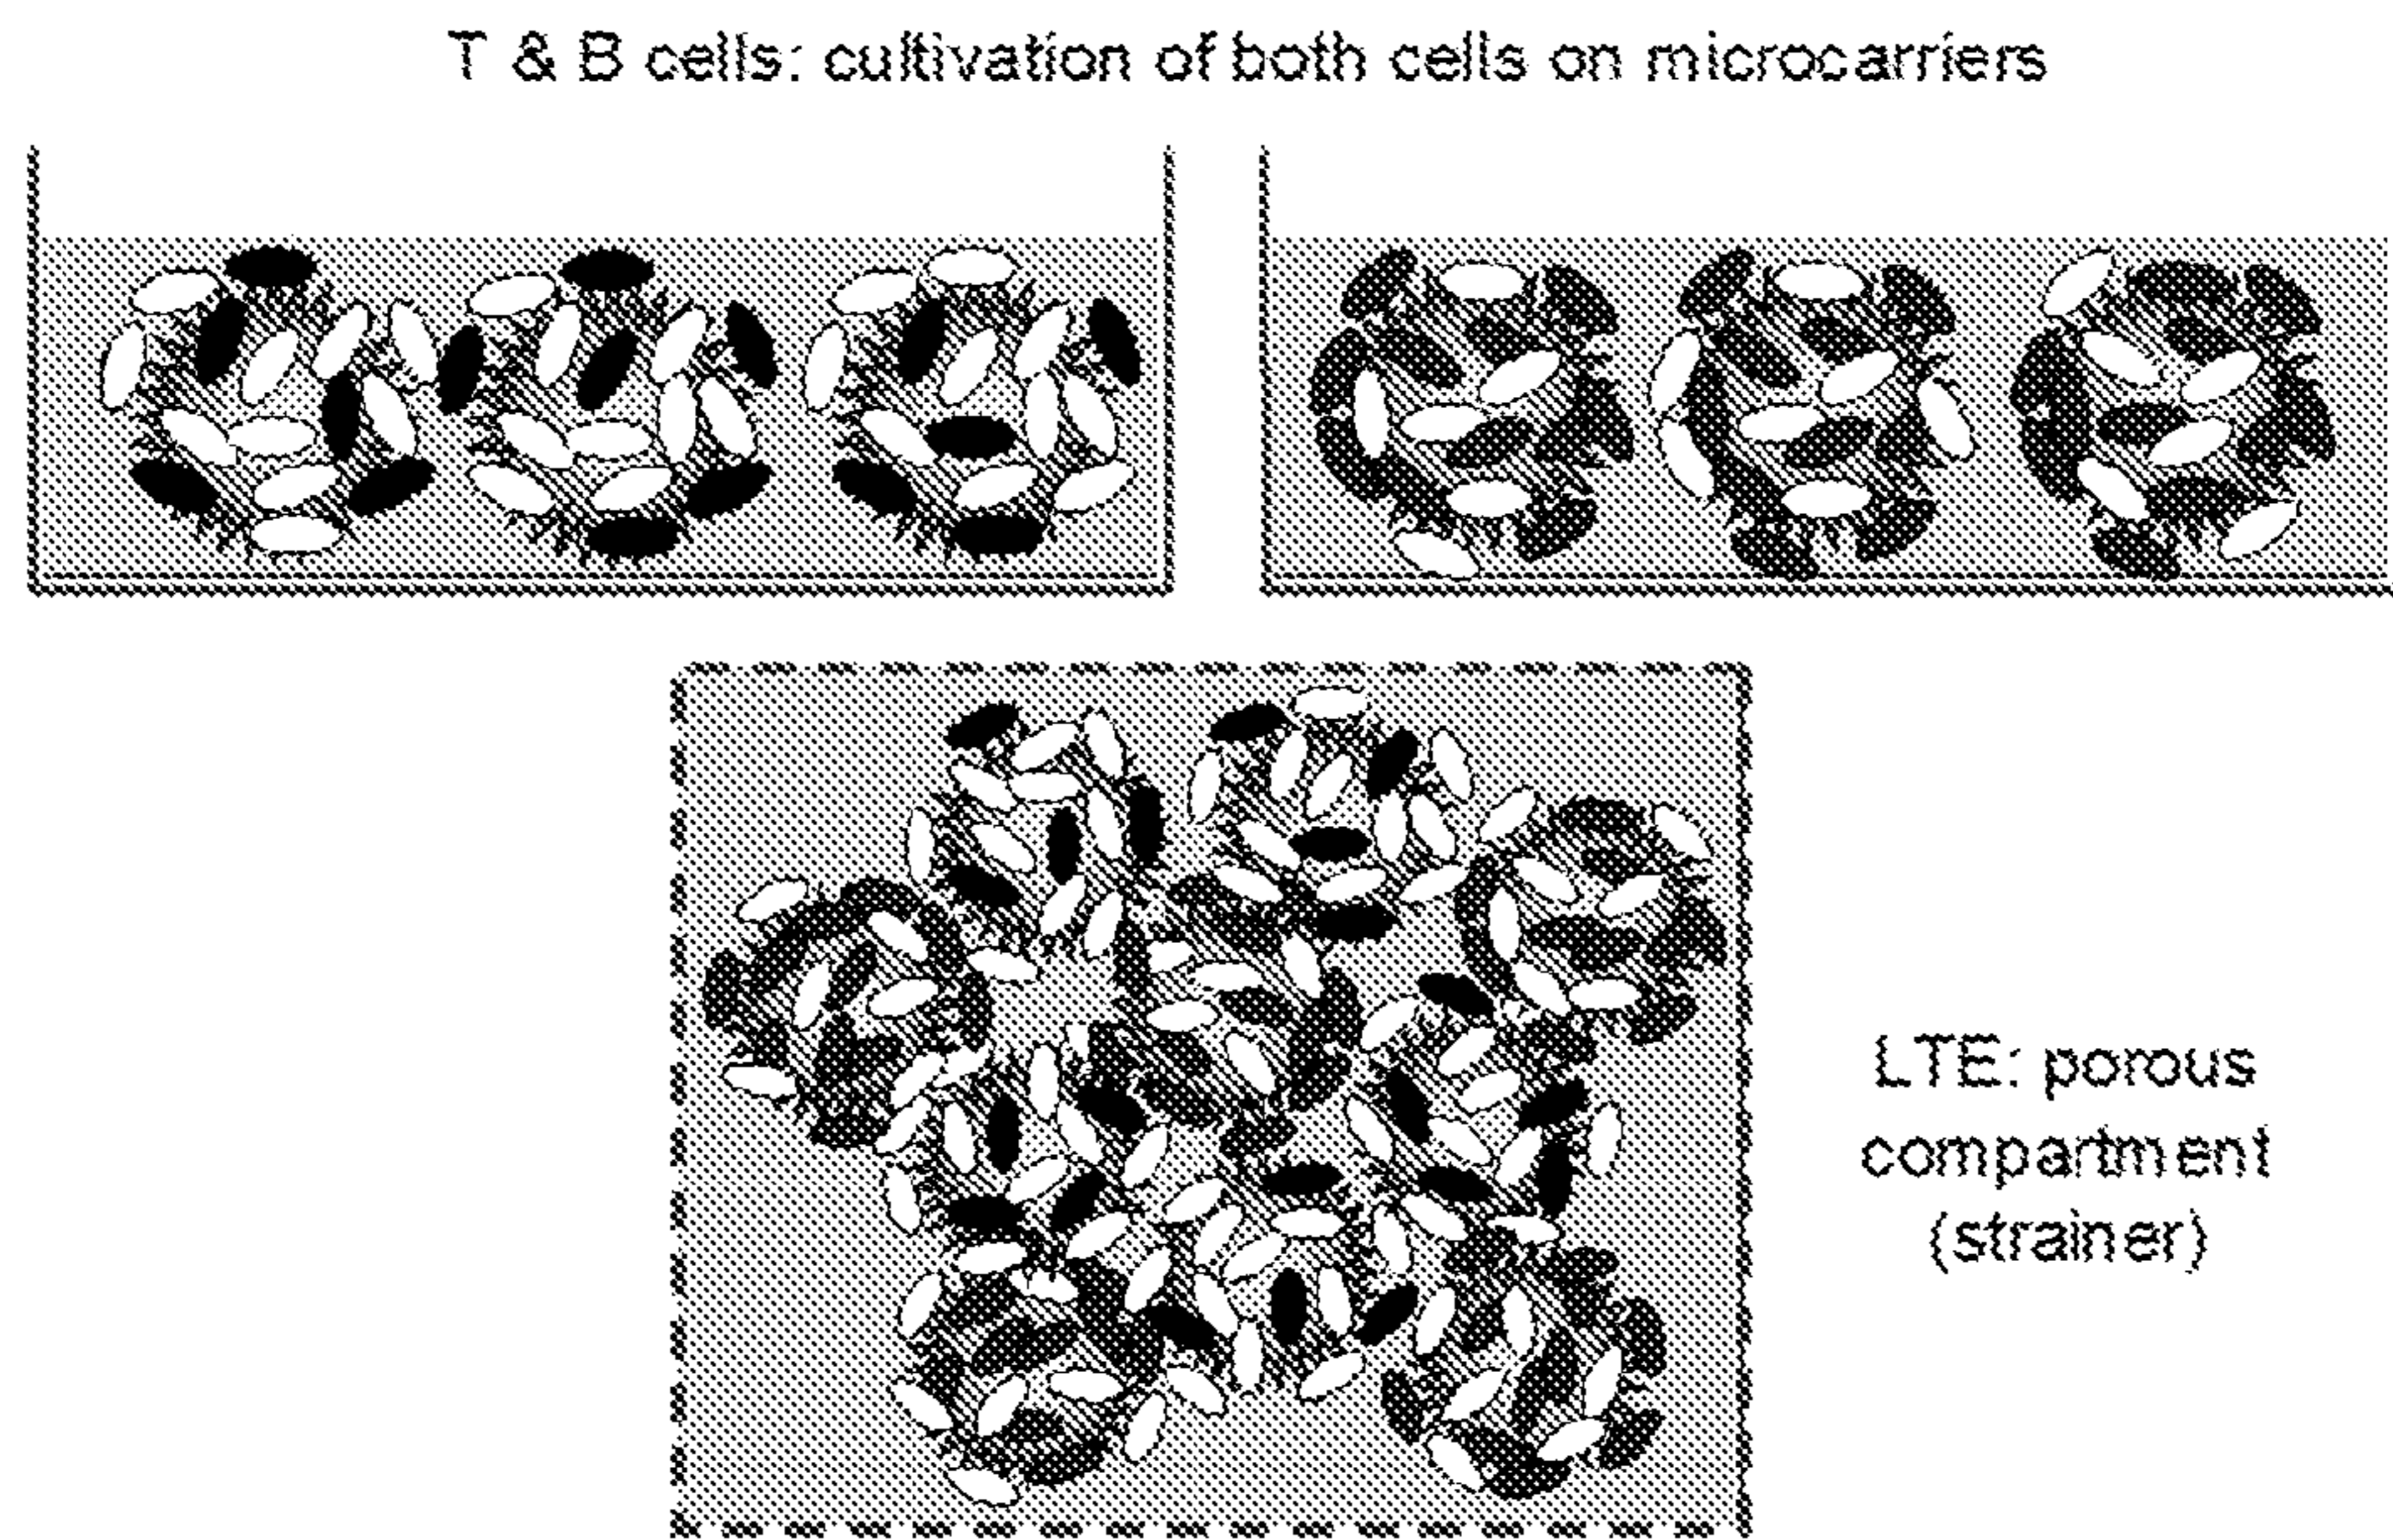 T & B cells: cultivation of both cells on microcarriers
LTE: porous
compartment
(strainer)